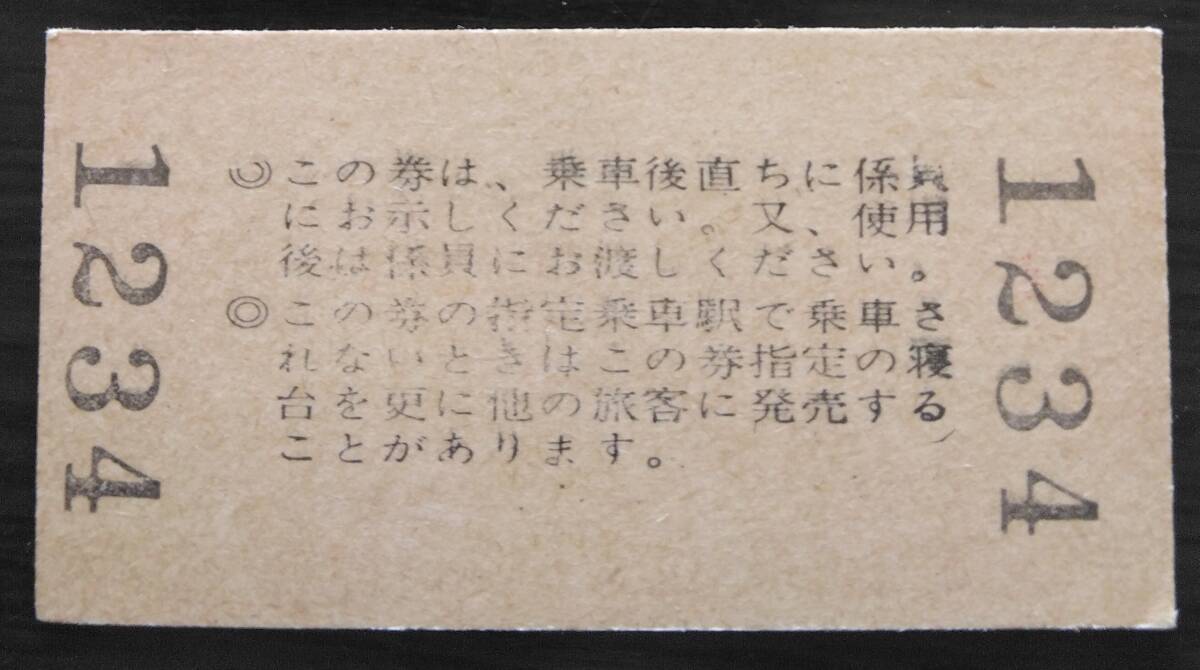 1234
◎この券は、乗車後直ちに、係員
にお示しください。又、使用
後は係員にお渡しください。
◎この券の指定乗車駅で乗車さ
れないときはこの券指定の寝
台を更に他の旅客に発売する
ことがあります。
1234